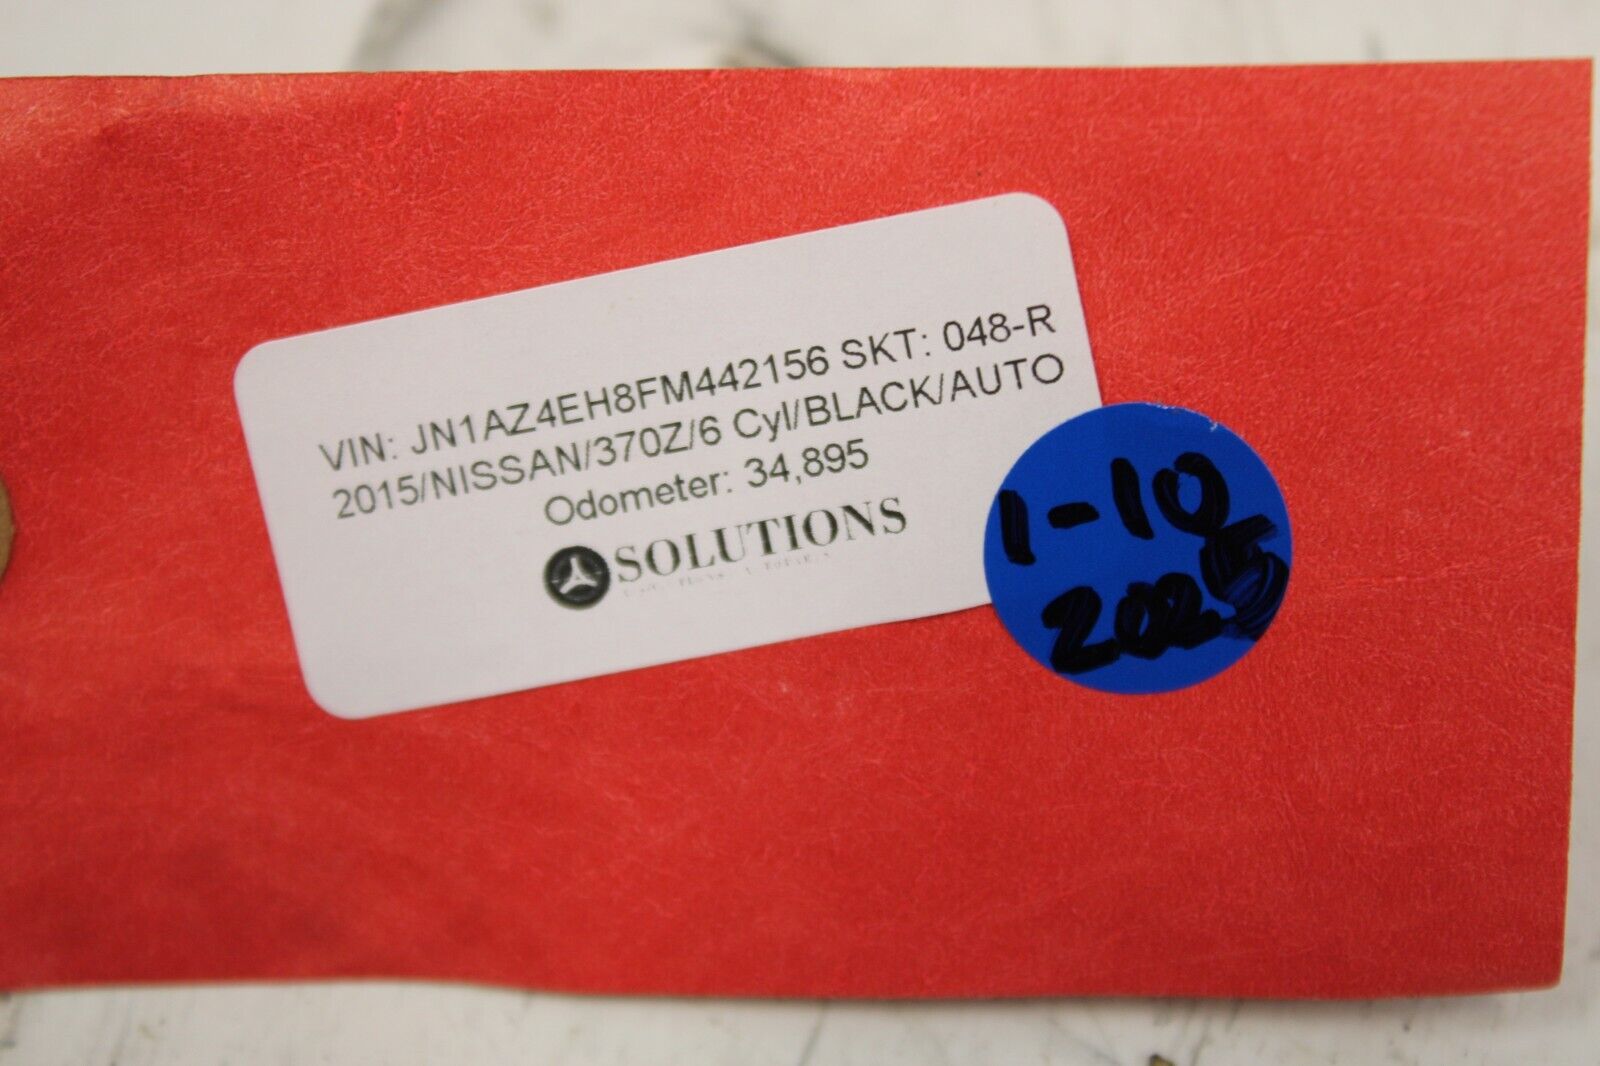 VIN: JN1AZ4EH8FM442156 SKT: 048-R
2015/NISSAN/370Z/6 Cyl/BLACK/AUTO
Odometer: 34,895
SOLUTIONS
1-10
2025